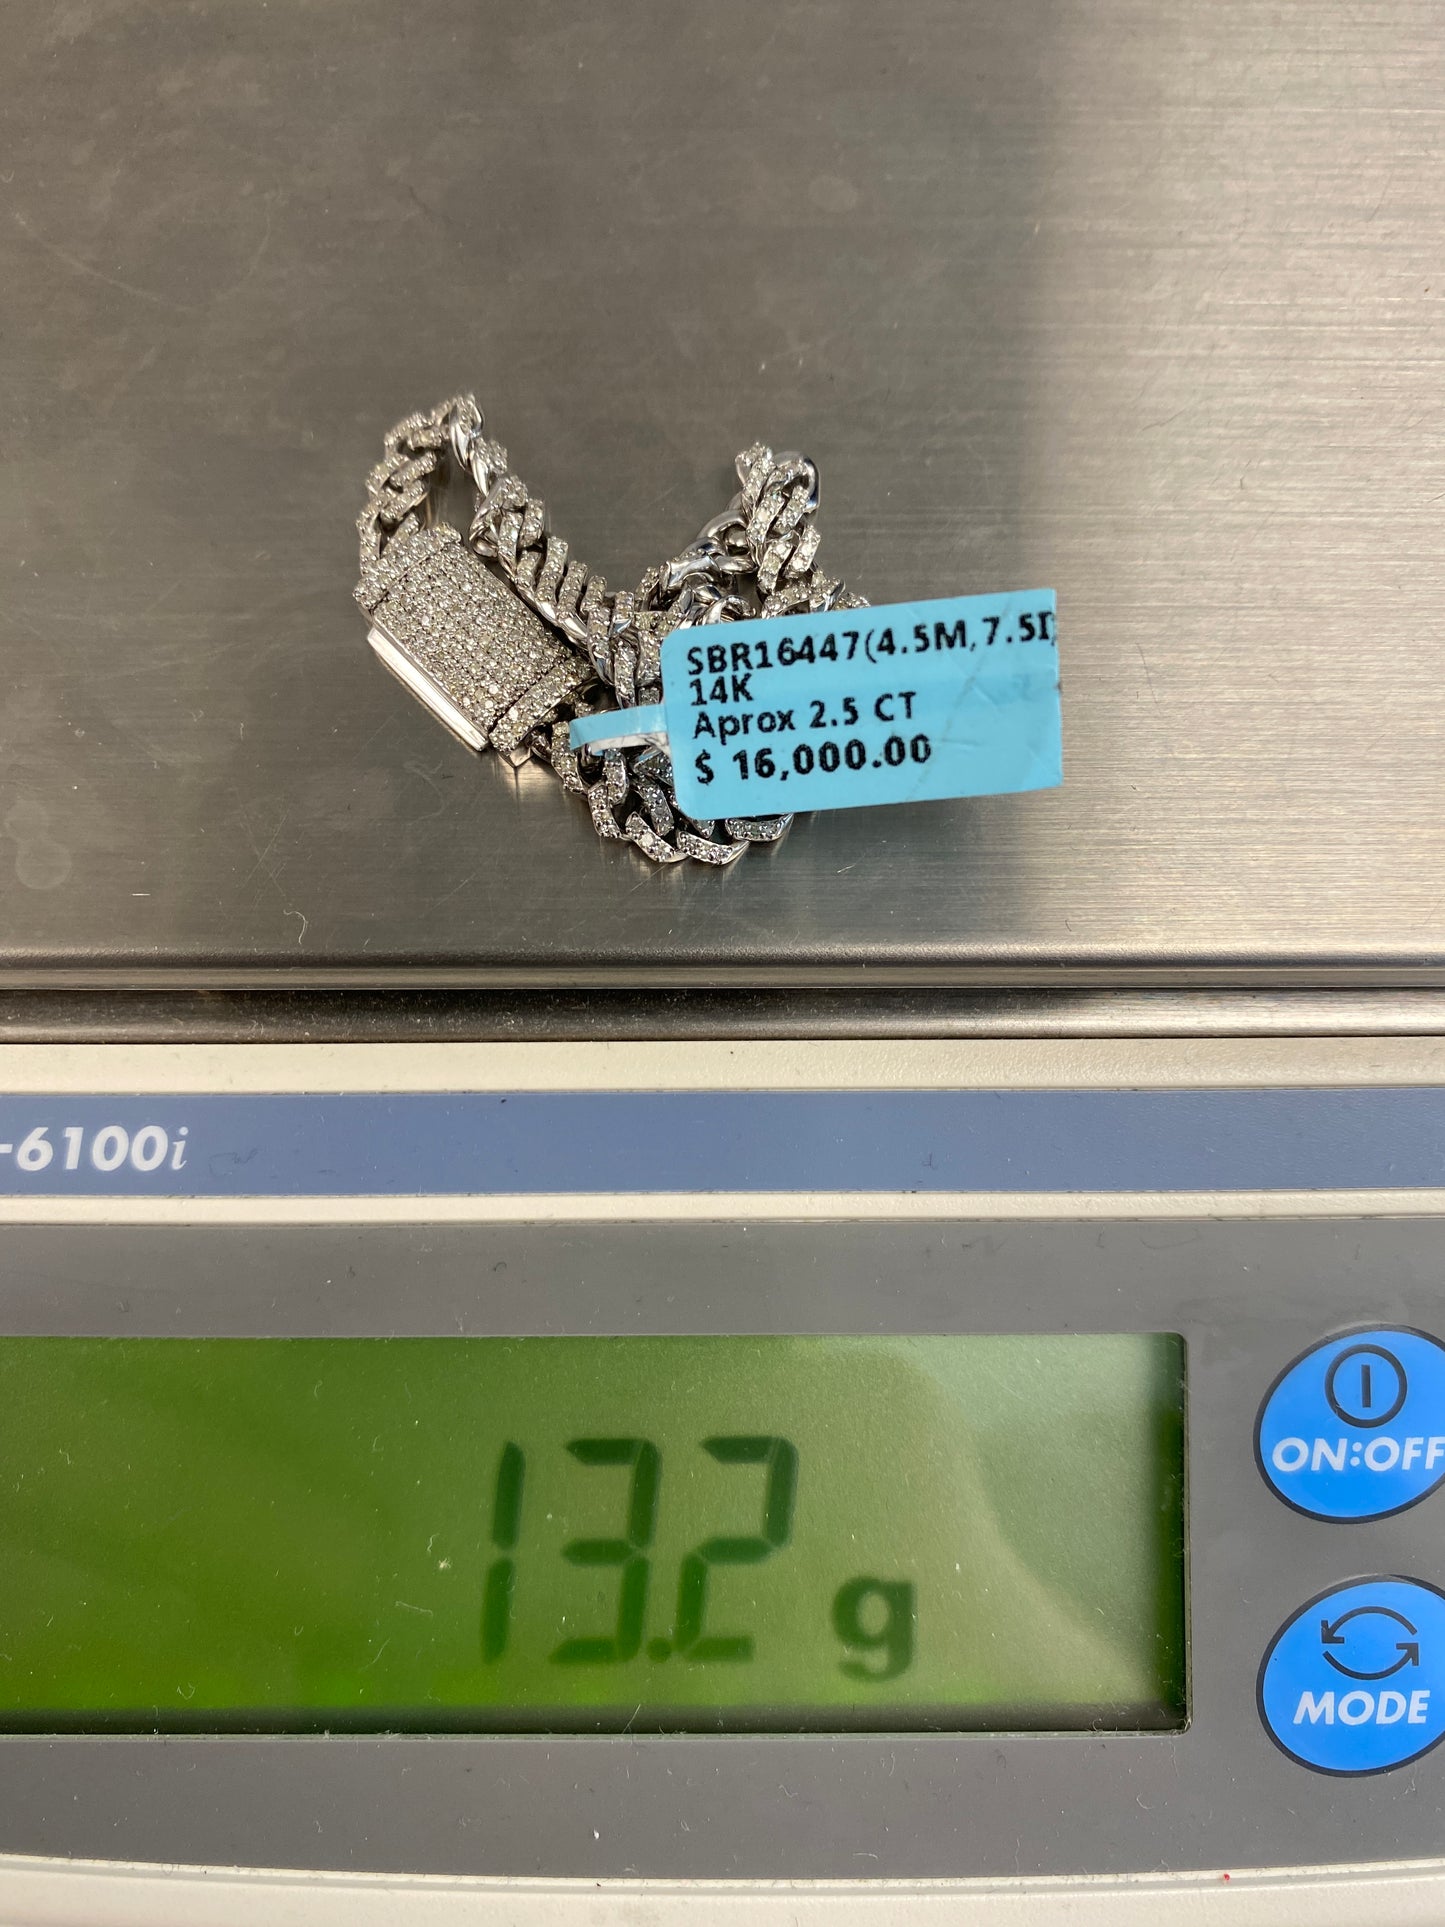 SBR16447(4.5M,7.5I
14K
Aprox 2.5 CT
$ 16,000.00
-6100i
13.2 g
ON:OFF
MODE